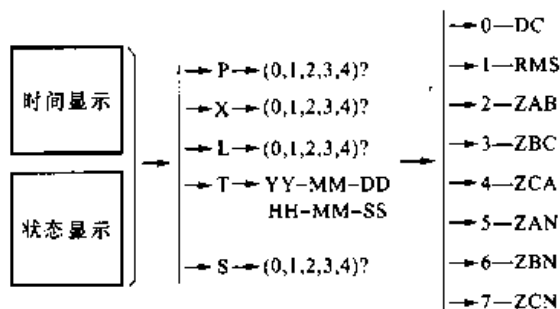 时间显示
状态显示
P (0,1,2,3,4)?
X (0,1,2,3,4)?
L (0,1,2,3,4)?
T YY-MM-DD
HH-MM-SS
S (0,1,2,3,4)?
0—DC
1—RMS
2—ZAB
3—ZBC
4—ZCA
5—ZAN
6—ZBN
7—ZCN